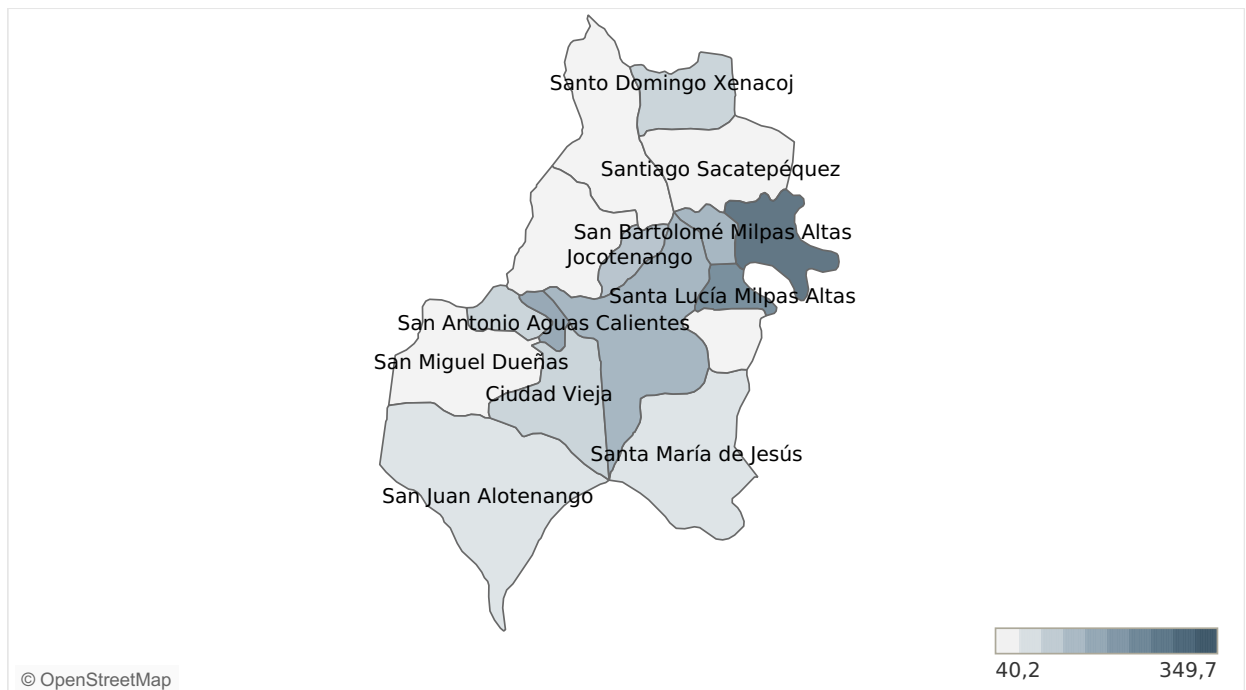 Santo Domingo Xenacoj
Santiago Sacatepéquez
San Bartolomé Milpas Altas
Jocotenango
Santa Lucía Milpas Altas
San Antonio Aguas Calientes
San Miguel Dueñas
Ciudad Vieja
Santa María de Jesús
San Juan Alotenango
40,2 349,7
© OpenStreetMap